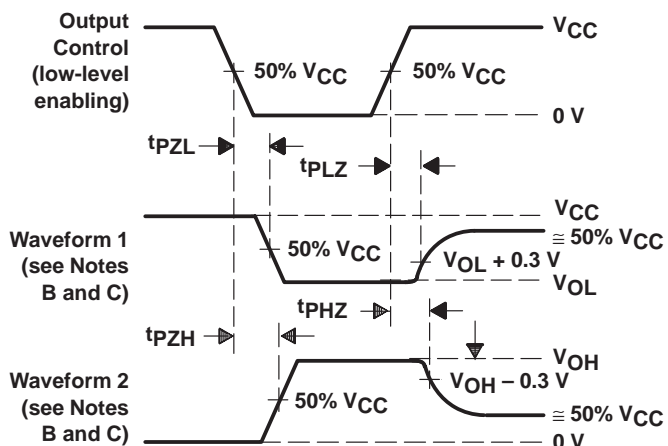 Output
Control
(low-level
enabling)
50% VCC
50% VCC
VCC
0 V
tPZL
tPLZ
Waveform 1
(see Notes
B and C)
50% VCC
VCC
≅ 50% VCC
VOL + 0.3 V
VOL
tPHZ
tPZH
Waveform 2
(see Notes
B and C)
50% VCC
VOH
VOH – 0.3 V
≅ 50% VCC
0 V